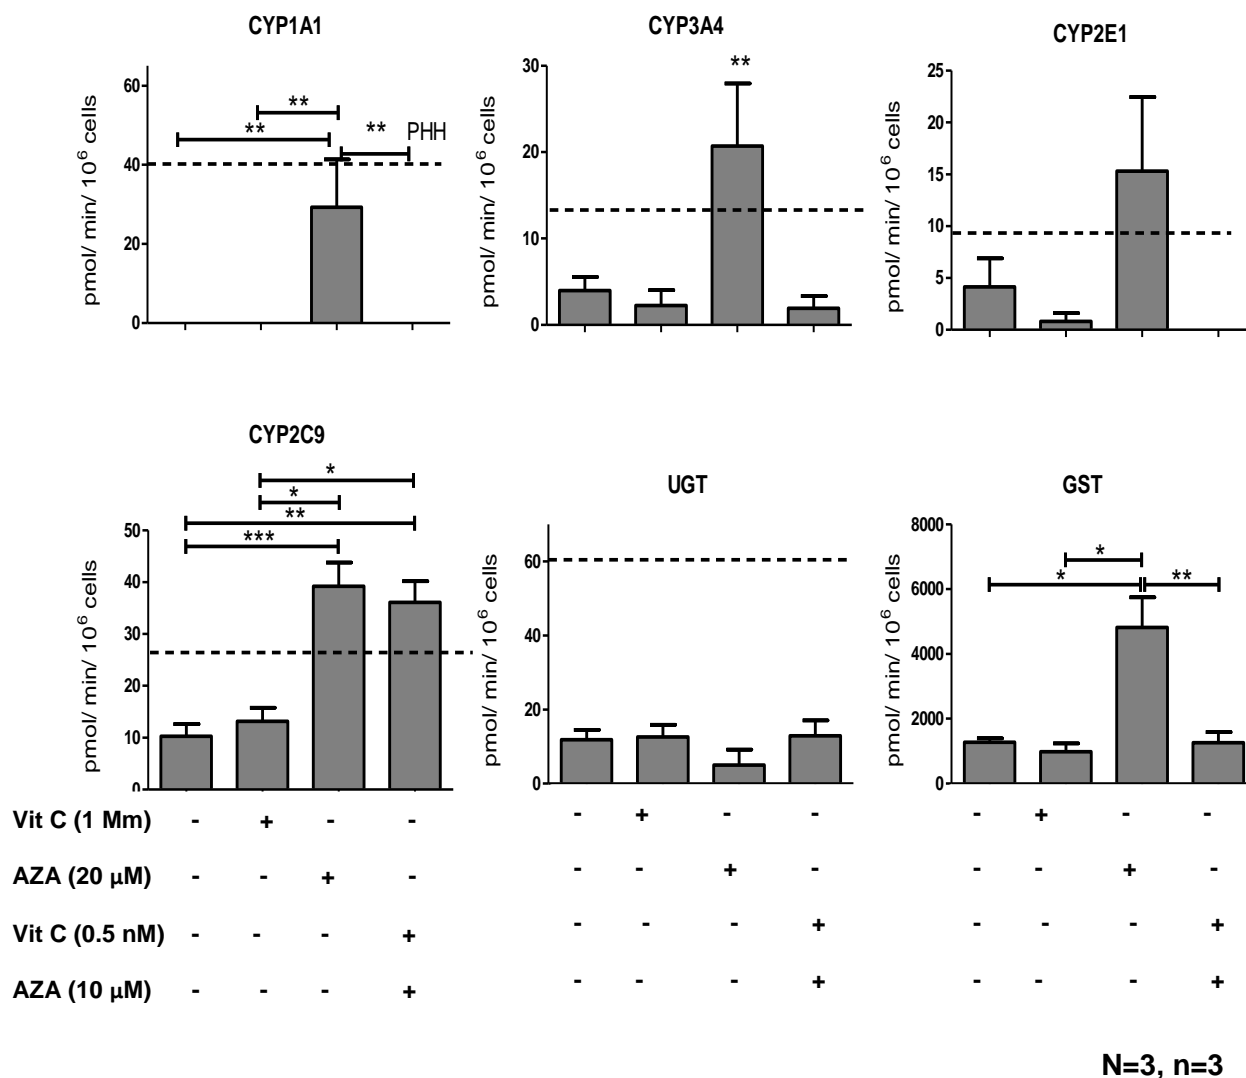 CYP1A1
pmol/ min/ 10⁶ cells
60
40
20
0
**
**
**
PHH
CYP3A4
pmol/ min/ 10⁶ cells
30
20
10
0
**
CYP2E1
pmol/ min/ 10⁶ cells
25
20
15
10
5
0
CYP2C9
pmol/ min/ 10⁶ cells
50
40
30
20
10
0
*
*
**
***
UGT
pmol/ min/ 10⁶ cells
60
40
20
0
GST
pmol/ min/ 10⁶ cells
8000
6000
4000
2000
0
*
*
**
Vit C (1 Mm) - + - - - + - - - + - -
AZA (20 µM) - - + - - - + - - - + -
Vit C (0.5 nM) - - - + - - - + - - - +
AZA (10 µM) - - - + - - - + - - - +
N=3, n=3